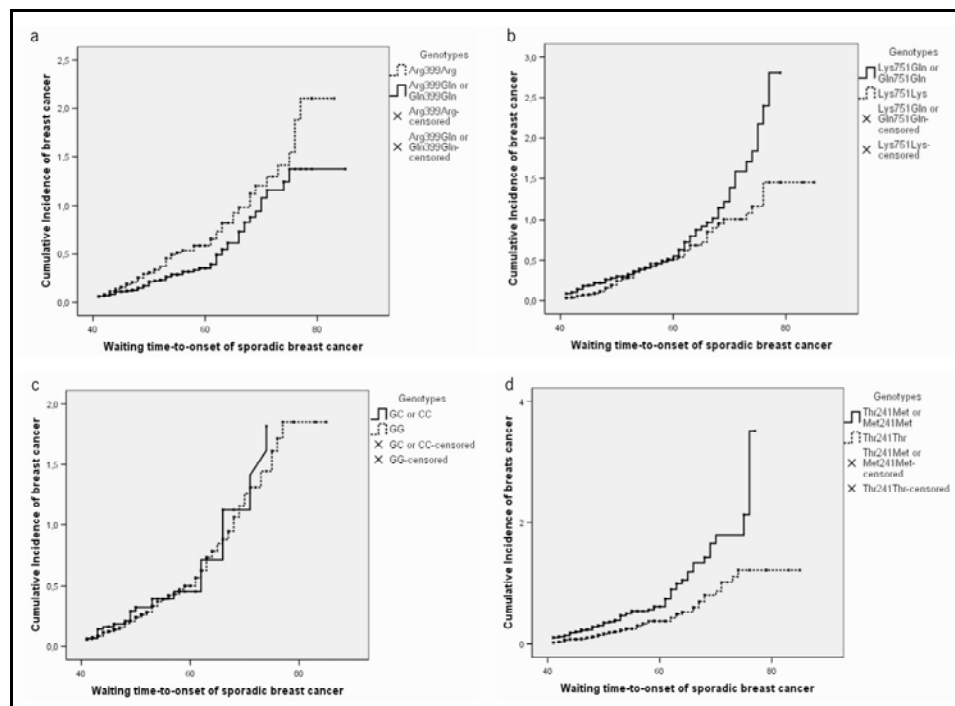 a
Genotypes
Arg399Arg
Arg399Gln or
Gln399Gln
Arg399Arg-
censored
Arg399Gln or
Gln399Gln-
censored
2,5
2,0
1,5
1,0
0,5
0,0
40
60
80
Cumulative Incidence of breast cancer
Waiting time-to-onset of sporadic breast cancer
b
Genotypes
Lys751Gln or
Gln751Gln
Lys751Lys
Lys751Gln or
Gln751Gln-
censored
Lys751Lys-
censored
3,0
2,5
2,0
1,5
1,0
0,5
0,0
40
60
80
Cumulative Incidence of breast cancer
Waiting time-to-onset of sporadic breast cancer
c
Genotypes
GC or CC
GG
GC or CC-censored
GG-censored
2,0
1,5
1,0
0,5
0,0
40
60
80
Cumulative Incidence of breast cancer
Waiting time-to-onset of sporadic breast cancer
d
Genotypes
Thr241Met or
Met241Met
Thr241Thr
Thr241Met or
Met241Met-
censored
Thr241Thr-censored
4
2
0
40
60
80
Cumulative Incidence of breats cancer
Waiting time-to-onset of sporadic breast cancer